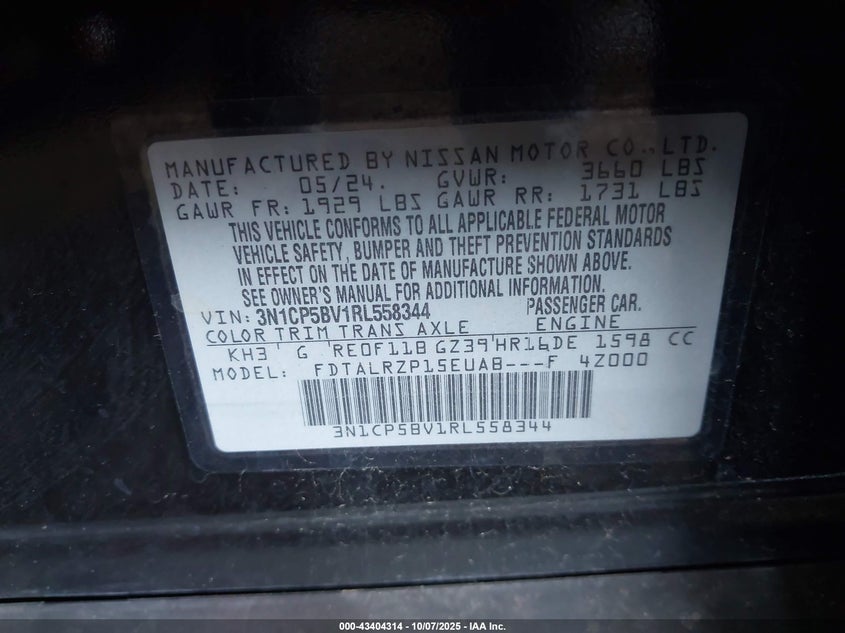 MANUFACTURED BY NISSAN MOTOR CO., LTD.
DATE: 05/24. GVWR: 3660 LBS
GAWR FR: 1929 LBS GAWR RR: 1731 LBS
THIS VEHICLE CONFORMS TO ALL APPLICABLE FEDERAL MOTOR
VEHICLE SAFETY, BUMPER AND THEFT PREVENTION STANDARDS
IN EFFECT ON THE DATE OF MANUFACTURE SHOWN ABOVE.
SEE OWNER'S MANUAL FOR ADDITIONAL INFORMATION.
VIN: 3N1CP5BV1RL558344 PASSENGER CAR.
COLOR TRIM TRANS AXLE ENGINE
KH3 G RE0F11B GZ39 HR16DE 1598 CC
MODEL: FDTALRZP15EUAB---F 4Z000
3N1CP5BV1RL558344
000-43404314 - 10/07/2025 - IAA Inc.